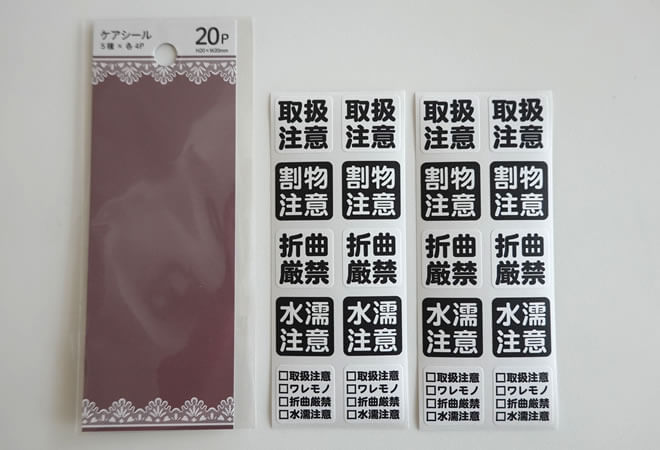 ケアシール
5種×各4P
20P
H20×W20mm
取扱 取扱
注意 注意
割物 割物
注意 注意
折曲 折曲
厳禁 厳禁
水濡 水濡
注意 注意
□取扱注意 □取扱注意
□ワレモノ □ワレモノ
□折曲厳禁 □折曲厳禁
□水濡注意 □水濡注意
取扱 取扱
注意 注意
割物 割物
注意 注意
折曲 折曲
厳禁 厳禁
水濡 水濡
注意 注意
□取扱注意 □取扱注意
□ワレモノ □ワレモノ
□折曲厳禁 □折曲厳禁
□水濡注意 □水濡注意